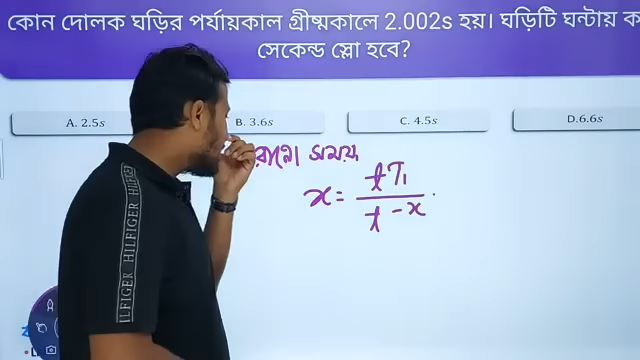 কোন দোলক ঘড়ির পর্যায়কাল গ্রীষ্মকালে 2.002s হয়। ঘড়িটি ঘন্টায় ক
সেকেন্ড স্লো হবে?
A. 2.5s
B. 3.6s
C. 4.5s
D.6.6s
রানো সময়
x = tT₁ / t - x
HILFIGER HILFIGER